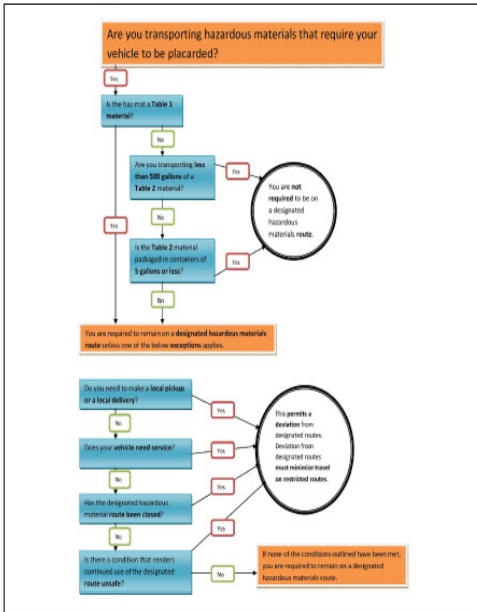 Are you transporting hazardous materials that require your
vehicle to be placarded?
Yes
Is the haz mat a Table 1
material?
No
Are you transporting less
than 500 gallons of a
Table 2 material?
Yes
You are not
required to be on
a designated
hazardous
materials route.
No
Yes
Is the Table 2 material
packaged in containers of
5 gallons or less?
Yes
No
You are required to remain on a designated hazardous materials
route unless one of the below exceptions applies.
Do you need to make a local pickup
or a local delivery?
Yes
No
This permits a
deviation from
designated routes.
Deviation from
designated routes
must minimize travel
on restricted routes.
Does your vehicle need service?
Yes
No
Has the designated hazardous
material route been closed?
Yes
No
Yes
Is there a condition that renders
continued use of the designated
route unsafe?
No
If none of the conditions outlined have been met,
you are required to remain on a designated
hazardous materials route.